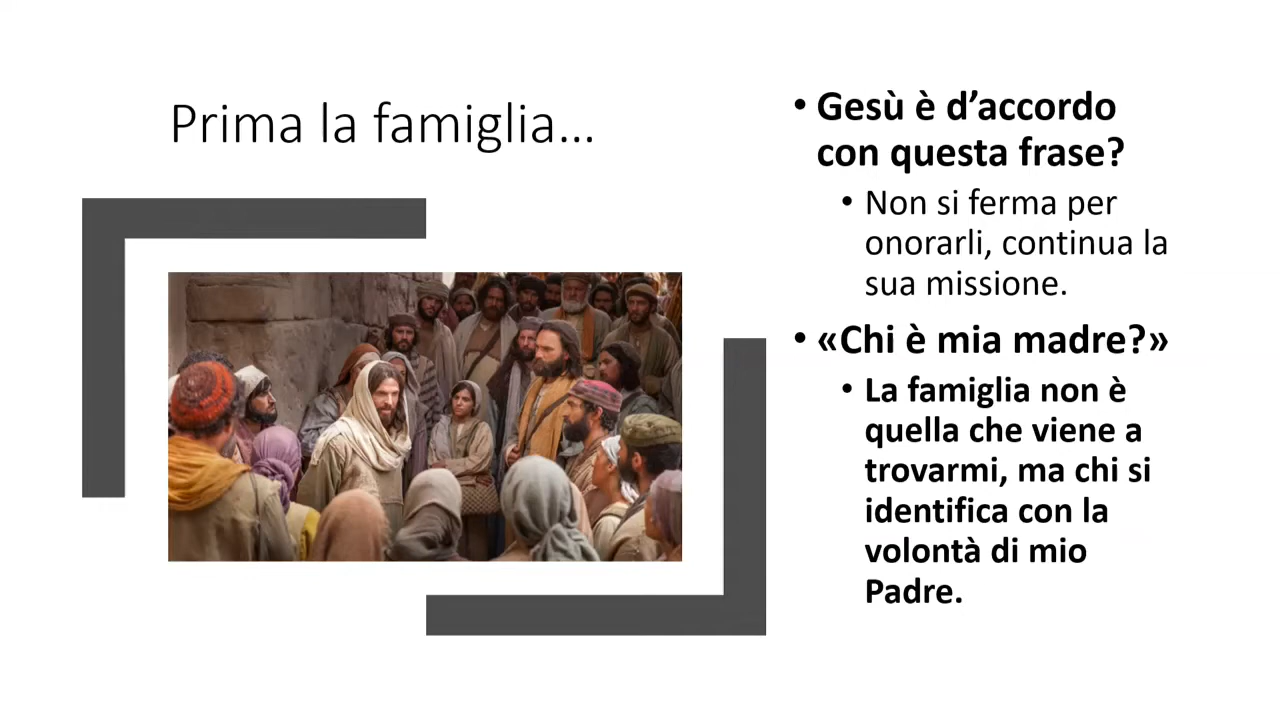 Prima la famiglia...
• Gesù è d’accordo
con questa frase?
• Non si ferma per
onorarli, continua la
sua missione.
• «Chi è mia madre?»
• La famiglia non è
quella che viene a
trovarmi, ma chi si
identifica con la
volontà di mio
Padre.